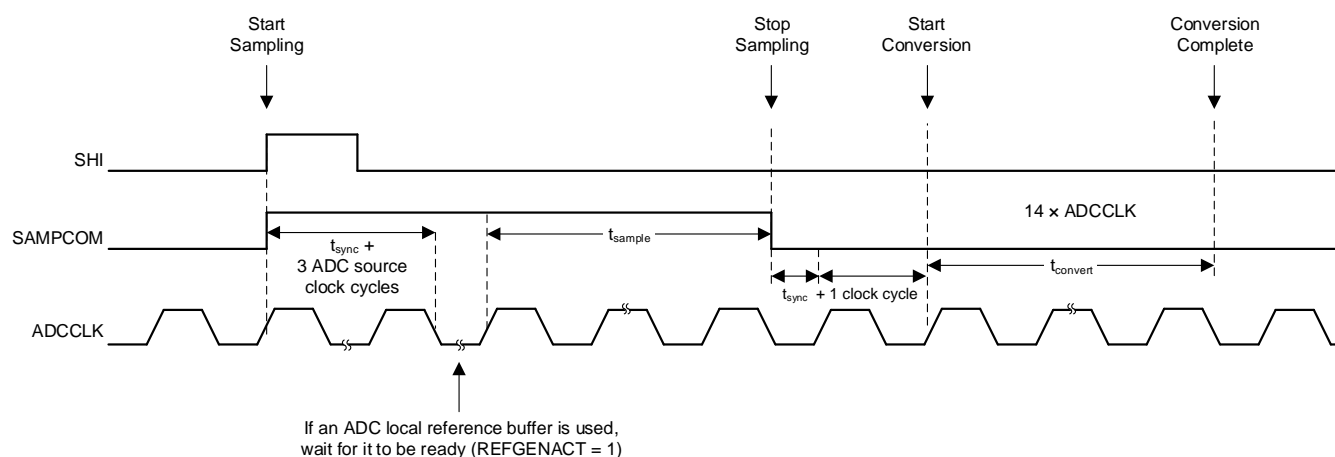 Start
Sampling
Stop
Sampling
Start
Conversion
Conversion
Complete
SHI
SAMPCOM
14 × ADCCLK
tsync +
3 ADC source
clock cycles
tsample
tconvert
tsync + 1 clock cycle
ADCCLK
If an ADC local reference buffer is used,
wait for it to be ready (REFGENACT = 1)